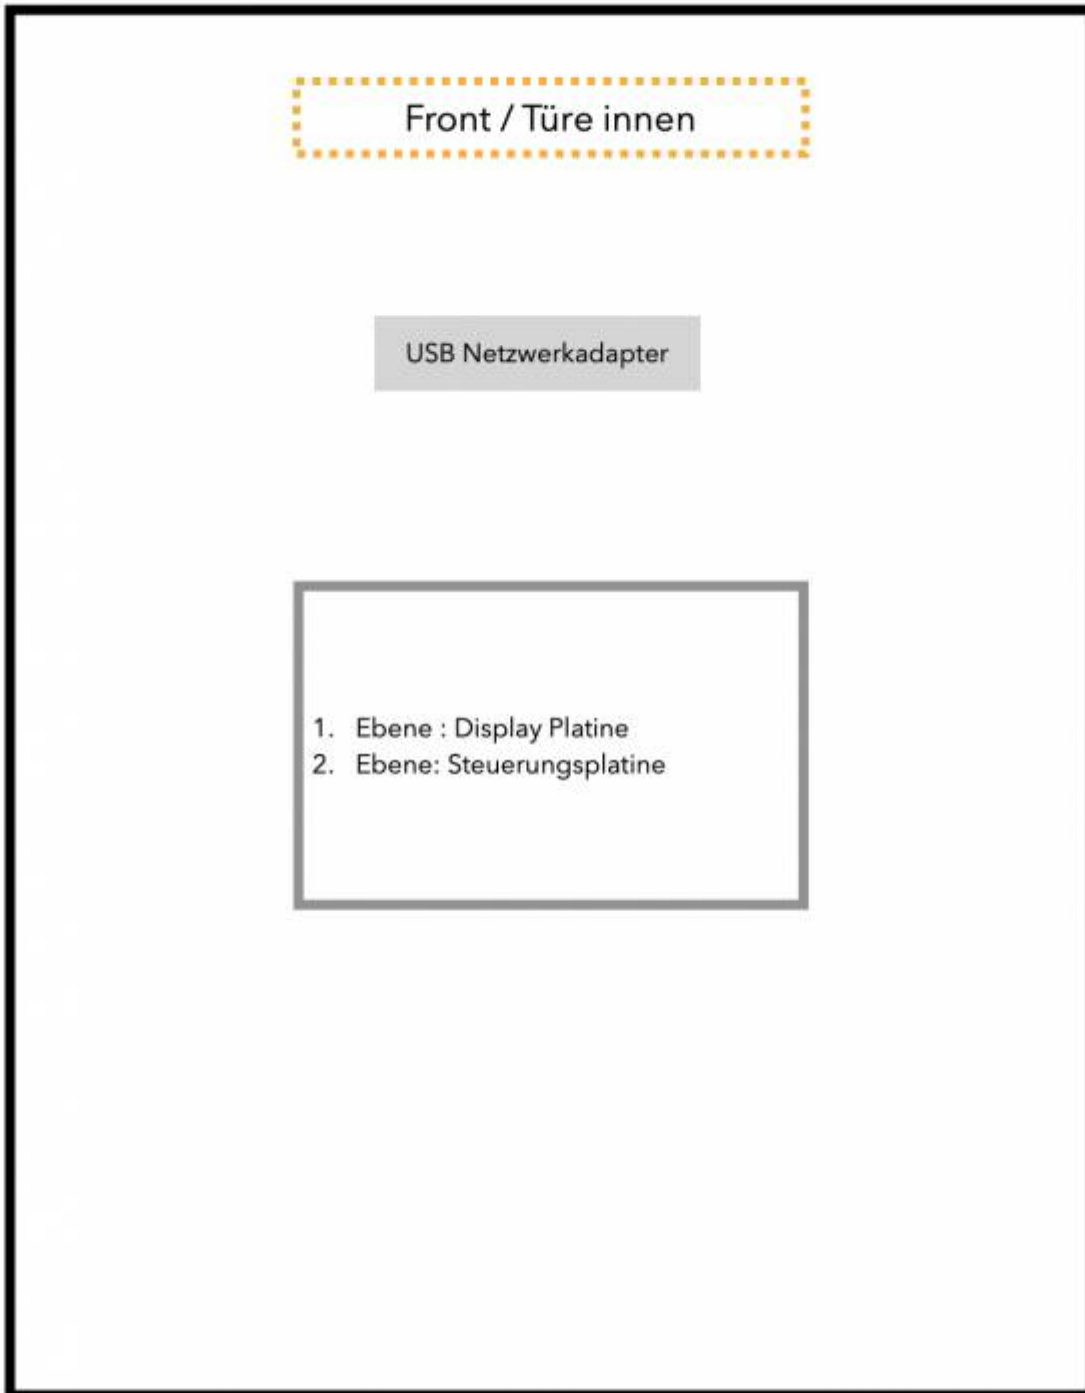 Front / Türe innen
USB Netzwerkadapter
1. Ebene : Display Platine
2. Ebene: Steuerungsplatine